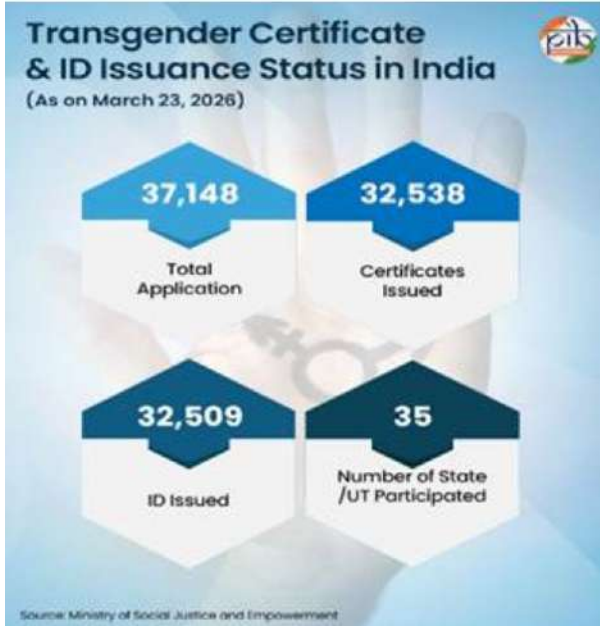 Transgender Certificate
& ID Issuance Status in India
(As on March 23, 2026)
pib
37,148
Total
Application
32,538
Certificates
Issued
32,509
ID Issued
35
Number of State
/UT Participated
Source: Ministry of Social Justice and Empowerment